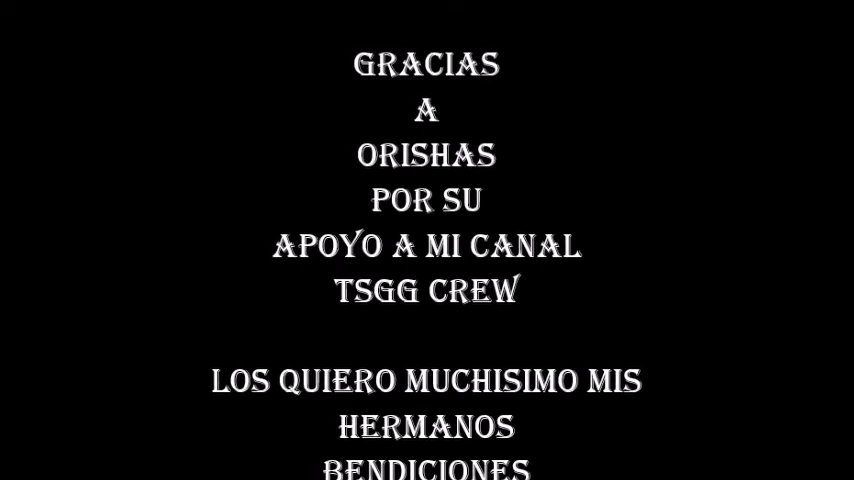 GRACIAS
A
ORISHAS
POR SU
APOYO A MI CANAL
TSGG CREW
LOS QUIERO MUCHISIMO MIS
HERMANOS
BENDICIONES